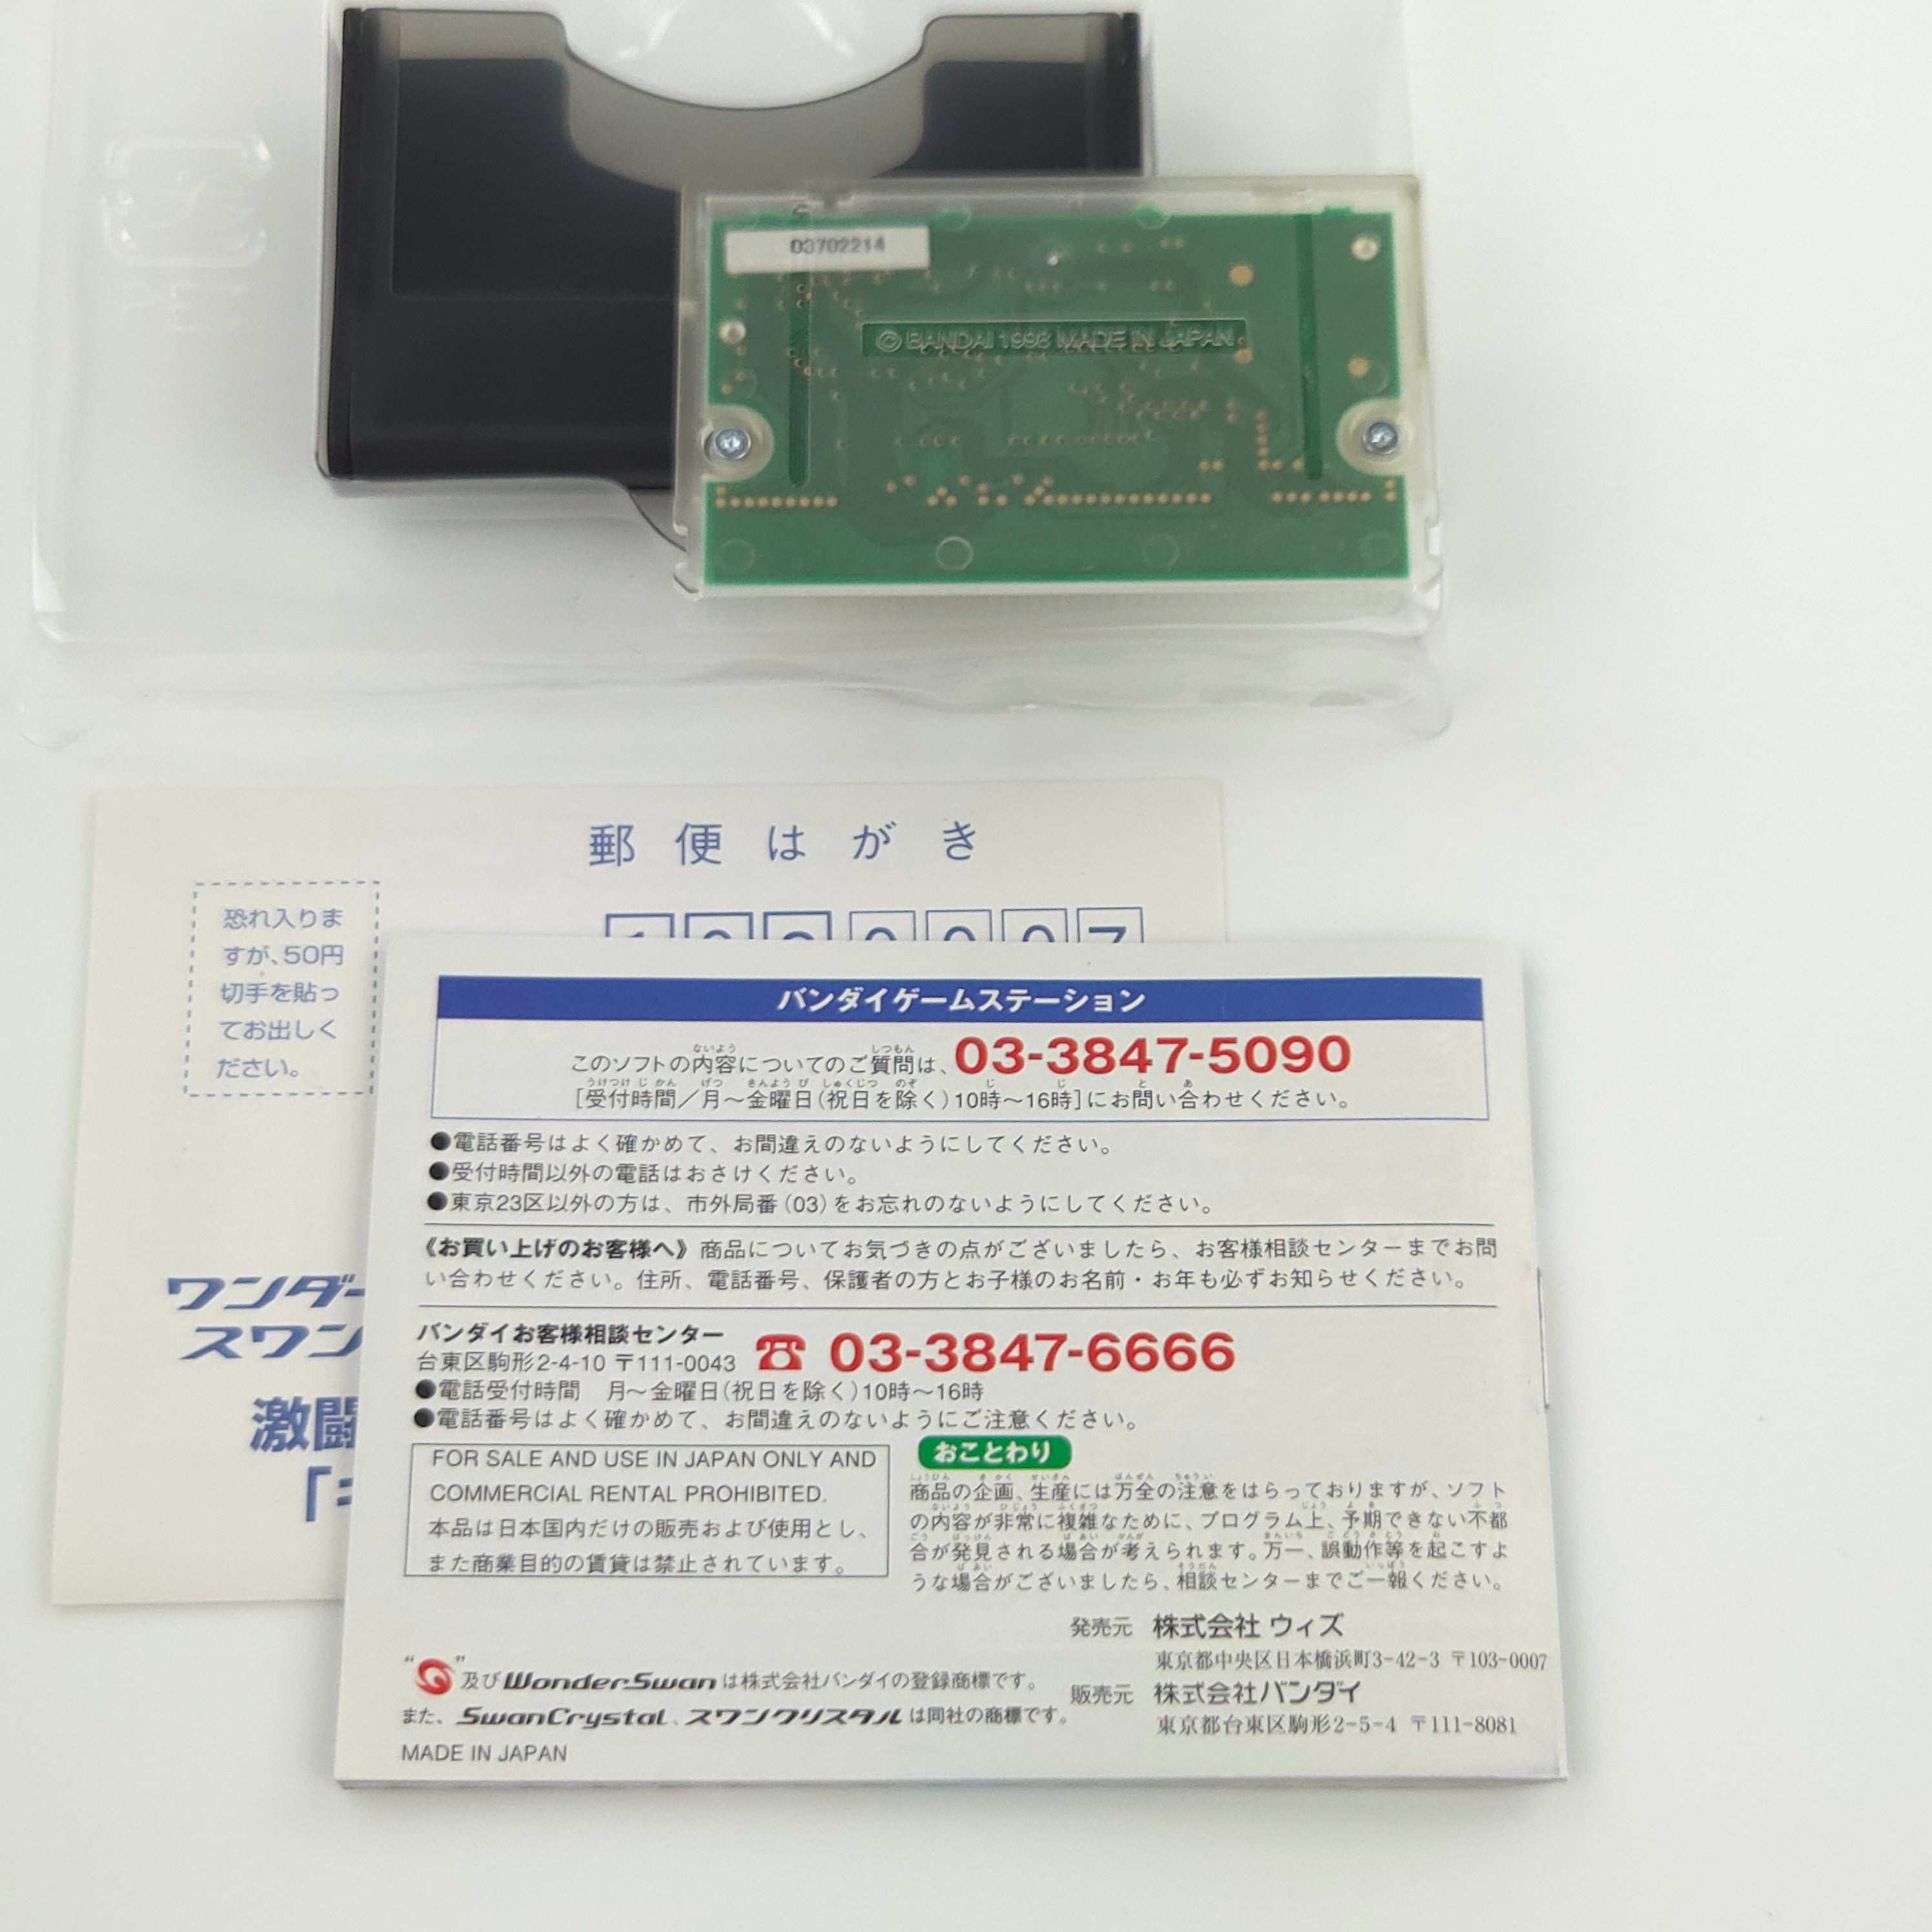 03702214
© BANDAI 1998 MADE IN JAPAN
郵便はがき
恐れ入りま
すが、50円
切手を貼っ
てお出しく
ださい。
ワンダー
スワン
激闘
バンダイゲームステーション
このソフトの内容についてのご質問は、03-3847-5090
[受付時間／月～金曜日(祝日を除く)10時～16時]にお問い合わせください。
●電話番号はよく確かめて、お間違えのないようにしてください。
●受付時間以外の電話はおさけください。
●東京23区以外の方は、市外局番(03)をお忘れのないようにしてください。
《お買い上げのお客様へ》商品についてお気づきの点がございましたら、お客様相談センターまでお問
い合わせください。住所、電話番号、保護者の方とお子様のお名前・お年も必ずお知らせください。
バンダイお客様相談センター
台東区駒形2-4-10 〒111-0043 ☎ 03-3847-6666
●電話受付時間　月～金曜日(祝日を除く)10時～16時
●電話番号はよく確かめて、お間違えのないようにご注意ください。
FOR SALE AND USE IN JAPAN ONLY AND
COMMERCIAL RENTAL PROHIBITED.
本品は日本国内だけの販売および使用とし、
また商業目的の賃貸は禁止されています。
おことわり
商品の企画、生産には万全の注意をはらっておりますが、ソフト
の内容が非常に複雑なために、プログラム上、予期できない不都
合が発見される場合が考えられます。万一、誤動作等を起こすよ
うな場合がございましたら、相談センターまでご一報ください。
発売元 株式会社 ウィズ
東京都中央区日本橋浜町3-42-3 〒103-0007
販売元 株式会社バンダイ
東京都台東区駒形2-5-4 〒111-8081
“ ”及びWonderSwanは株式会社バンダイの登録商標です。
また、SwanCrystal、スワンクリスタルは同社の商標です。
MADE IN JAPAN